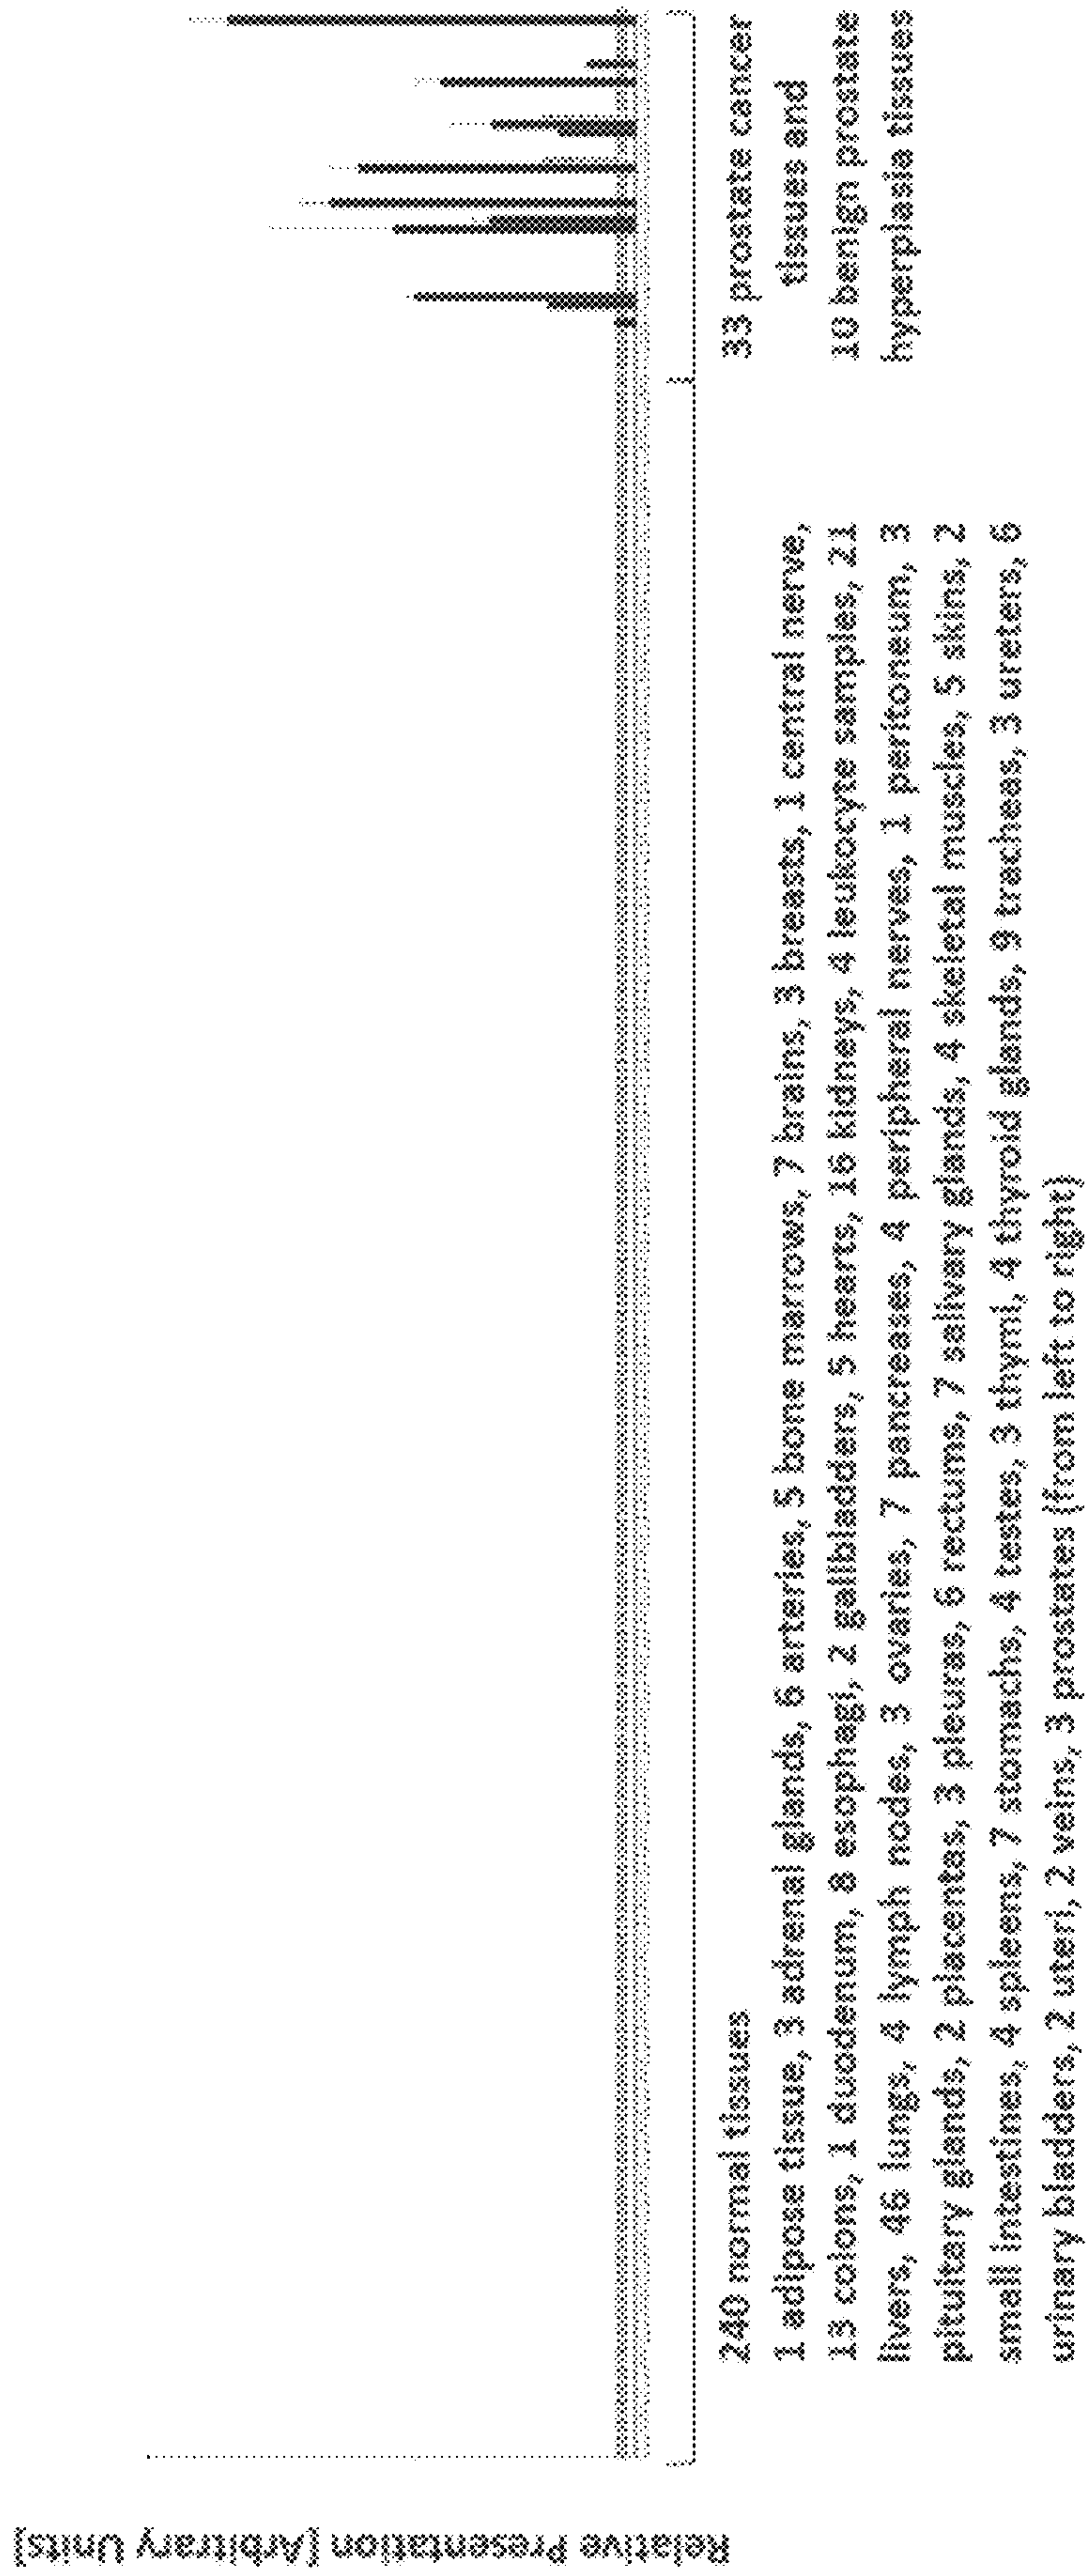 Relative Presentation [Arbitrary Units]
240 normal tissues
1 adipose tissue, 3 adrenal glands, 6 arteries, 5 bone marrows, 7 brains, 3 breasts, 1 central nerve,
13 colons, 1 duodenum, 8 esophagi, 2 gallbladders, 5 hearts, 16 kidneys, 4 leukocyte samples, 21
livers, 46 lungs, 4 lymph nodes, 3 ovaries, 7 pancreases, 4 peripheral nerves, 1 peritoneum, 3
pituitary glands, 2 placentas, 3 pleuras, 6 rectums, 7 salivary glands, 4 skeletal muscles, 5 skins, 2
small intestines, 4 spleens, 7 stomachs, 4 testes, 3 thymi, 4 thyroid glands, 9 tracheas, 3 ureters, 6
urinary bladders, 2 uteri, 2 veins, 3 prostates (from left to right)
33 prostate cancer
tissues and
10 benign prostate
hyperplasia tissues